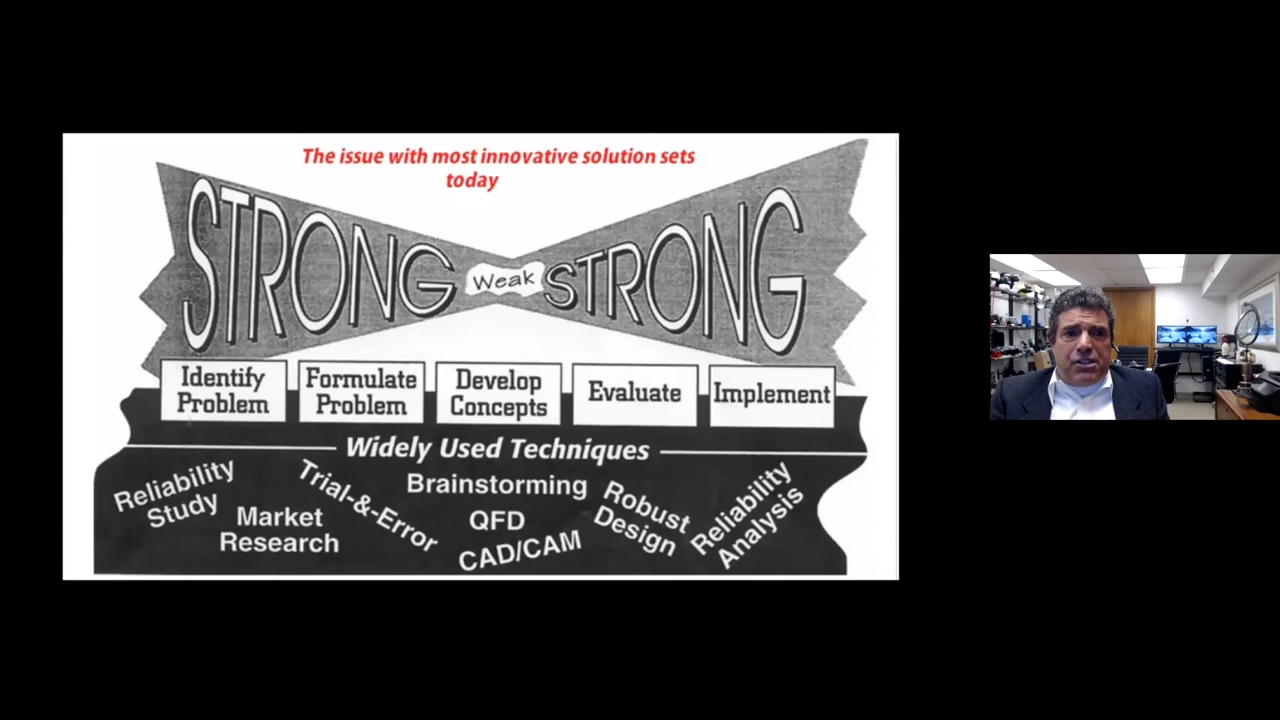 The issue with most innovative solution sets
today
STRONG Weak STRONG
Identify
Problem
Formulate
Problem
Develop
Concepts
Evaluate
Implement
Widely Used Techniques
Reliability
Study
Market
Research
Trial-&-Error
Brainstorming
QFD
CAD/CAM
Robust
Design
Reliability
Analysis